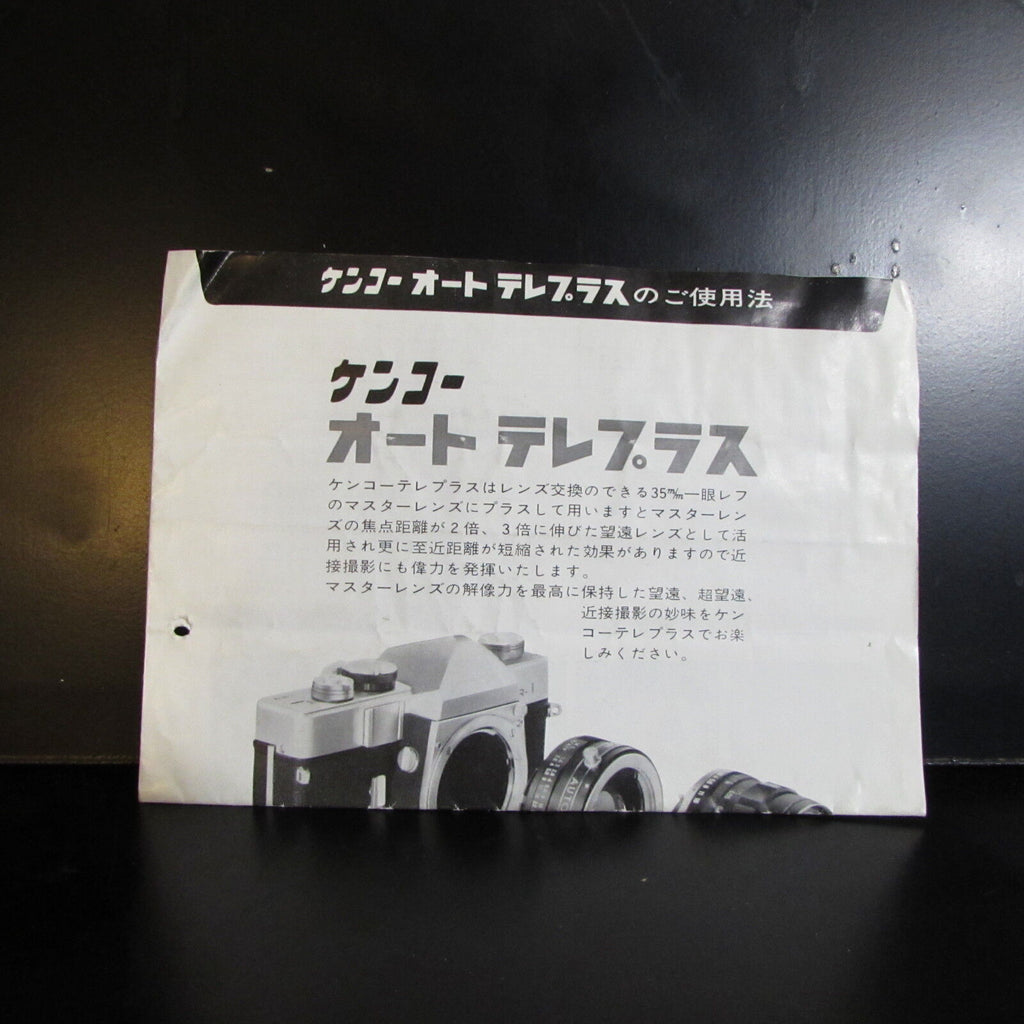 ケンコー オート テレプラスのご使用法
ケンコー
オート テレプラス
ケンコーテレプラスはレンズ交換のできる35㎜一眼レフ
のマスターレンズにプラスして用いますとマスターレン
ズの焦点距離が2倍、3倍に伸びた望遠レンズとして活
用され更に至近距離が短縮された効果がありますので近
接撮影にも偉力を発揮いたします。
マスターレンズの解像力を最高に保持した望遠、超望遠、
近接撮影の妙味をケン
コーテレプラスでお楽
しみください。
AUTO